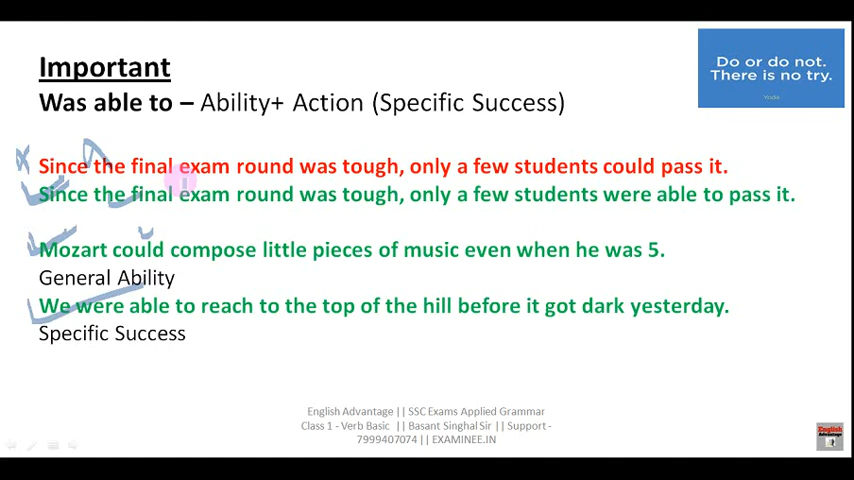 Do or do not.
There is no try.
Yoda
Important
Was able to – Ability+ Action (Specific Success)
Since the final exam round was tough, only a few students could pass it.
Since the final exam round was tough, only a few students were able to pass it.
Mozart could compose little pieces of music even when he was 5.
General Ability
We were able to reach to the top of the hill before it got dark yesterday.
Specific Success
English Advantage || SSC Exams Applied Grammar
Class 1 - Verb Basic || Basant Singhal Sir || Support -
7999407074 || EXAMINEE.IN
English
Advantage